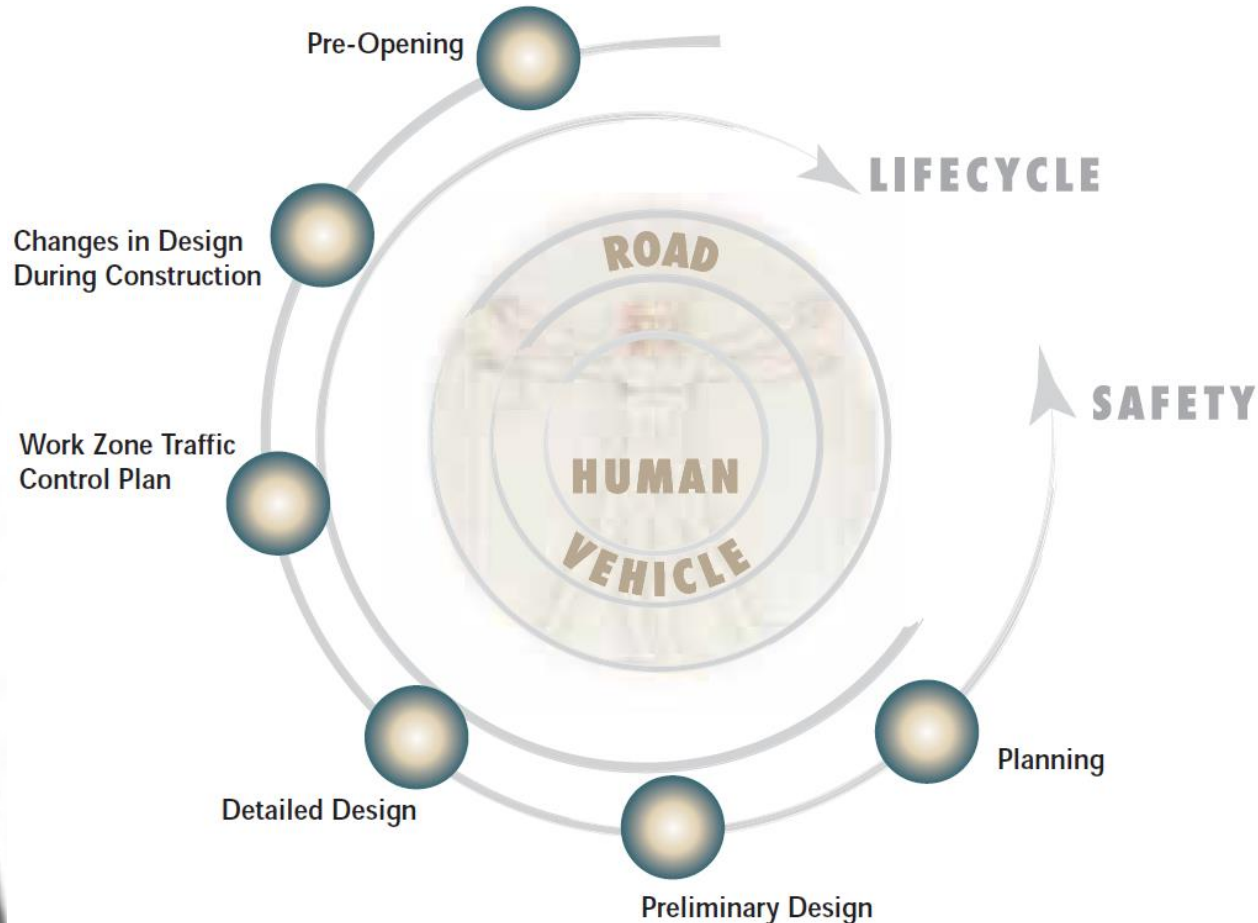 Pre-Opening
LIFECYCLE
Changes in Design
During Construction
ROAD
SAFETY
Work Zone Traffic
Control Plan
HUMAN
VEHICLE
Planning
Detailed Design
Preliminary Design